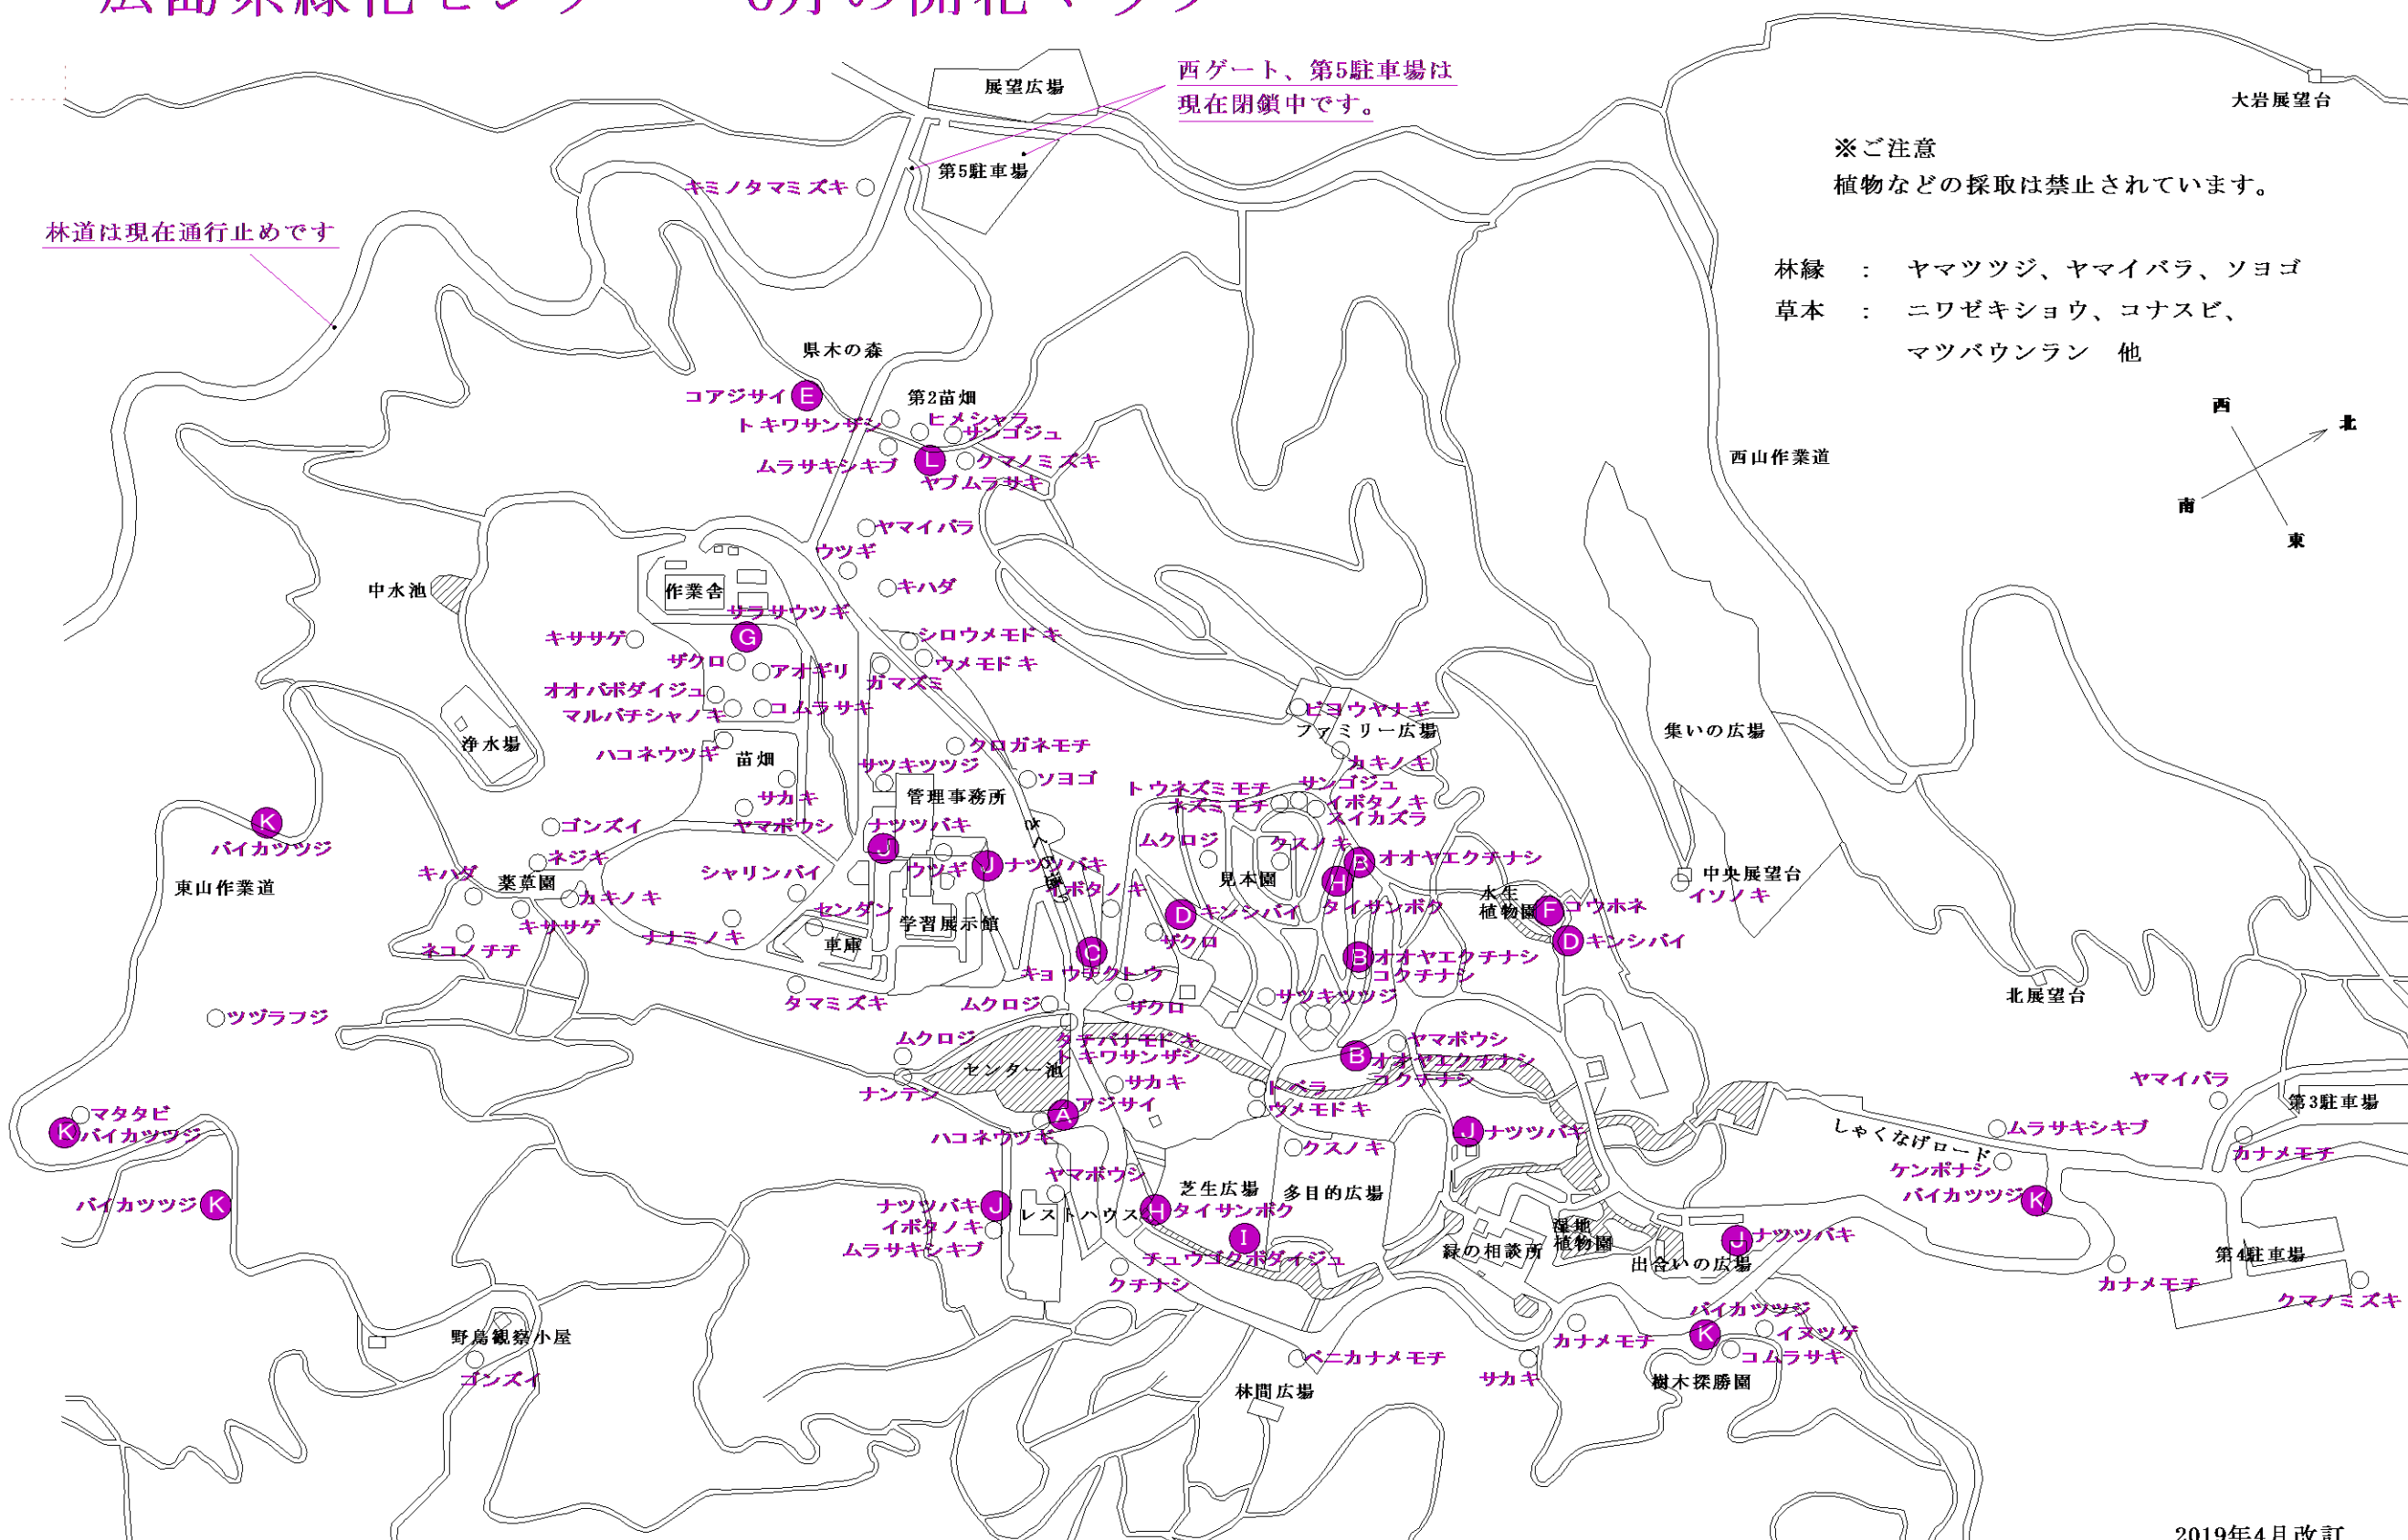 広島県緑化センター 6月の開花マップ
西ゲート、第5駐車場は
現在閉鎖中です。
展望広場
大岩展望台
※ご注意
植物などの採取は禁止されています。
第5駐車場
キミノタマミズキ
林道は現在通行止めです
林縁 : ヤマツツジ、ヤマイバラ、ソヨゴ
草本 : ニワゼキショウ、コナスビ、
マツバウンラン 他
県木の森
コアジサイ E
第2苗畑
トキワサンザシ
ヒメシャラ
サンゴジュ
西
北
南
東
ムラサキシキブ
L
クマノミズキ
ヤブムラサキ
西山作業道
ヤマイバラ
ウツギ
キハダ
中水池
作業舎
サラサウツギ
G
キササゲ
シロウメモドキ
ウメモドキ
ザクロ
アオギリ
ガマズミ
オオバボダイジュ
マルバチシャノキ
コムラサキ
ビヨウヤナギ
ファミリー広場
集いの広場
浄水場
ハコネウツギ
苗畑
クロガネモチ
カキノキ
サツキツツジ
ソヨゴ
サカキ
管理事務所
トウネズミモチ
サンゴジュ
ネズミモチ
イボタノキ
スイカズラ
K
バイカツツジ
ゴンズイ
ヤマボウシ
ナツツバキ
J
ムクロジ
クスノキ
B オオヤエクチナシ
ネジキ
キハダ
薬草園
シャリンバイ
ウツギ
J ナツツバキ
イボタノキ
見本園
H
タイサンボク
中央展望台
イソノキ
東山作業道
カキノキ
キササゲ
センダン
学習展示館
D キンシバイ
水生
植物園
F コウホネ
D キンシバイ
ネコノチチ
ナナミノキ
車庫
ザクロ
C
キョウチクトウ
B オオヤエクチナシ
コクチナシ
タマミズキ
ムクロジ
ザクロ
サツキツツジ
北展望台
ツヅラフジ
ムクロジ
タチバナモドキ
トキワサンザシ
ヤマボウシ
B オオヤエクチナシ
コクチナシ
センター池
ナンテン
サカキ
トベラ
ウメモドキ
ヤマイバラ
第3駐車場
マタタビ
K バイカツツジ
A アジサイ
ハコネウツギ
クスノキ
J ナツツバキ
しゃくなげロード
ムラサキシキブ
カナメモチ
ケンポナシ
バイカツツジ K
バイカツツジ K
ヤマボウシ
ナツツバキ J
イボタノキ
ムラサキシキブ
レストハウス
芝生広場
多目的広場
H タイサンボク
I
チュウゴクボダイジュ
クチナシ
緑の相談所
湿地
植物園
J ナツツバキ
出合いの広場
第4駐車場
カナメモチ
クマノミズキ
野鳥観察小屋
ゴンズイ
ベニカナメモチ
林間広場
カナメモチ
サカキ
バイカツツジ
K
イヌツゲ
コムラサキ
樹木探勝園
2019年4月改訂